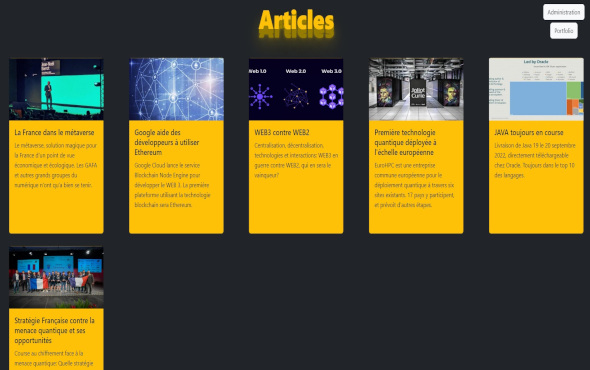 Articles
Administration
Portfolio
Web 1.0 Web 2.0 Web 3.0
Joliot
Curie
Led by Oracle
La France dans le métaverse
Le métaverse, solution magique pour
la France d'un point de vue
économique et écologique. Les GAFA
et autres grands groupes du
numérique n'ont qu'à bien se tenir.
Google aide des
développeurs à utiliser
Ethereum
Google Cloud lance le service
Blockchain Node Engine pour
développer le WEB 3. La première
plateforme utilisant la technologie
blockchain sera Ethereum.
WEB3 contre WEB2
Centralisation, décentralisation,
technologies et interactions: WEB3 en
guerre contre WEB2, qui en sera le
vainqueur?
Première technologie
quantique déployée à
l'échelle européenne
EuroHPC est une entreprise
commune européenne pour le
déploiement quantique à travers six
sites existants. 17 pays y participent,
et prévoit d'autres étapes.
JAVA toujours en course
Livraison de Java 19 le 20 septembre
2022, directement téléchargeable
chez Oracle. Toujours dans le top 10
des langages.
Stratégie Française contre la
menace quantique et ses
opportunités
Course au chiffrement face à la
menace quantique: Quelle stratégie